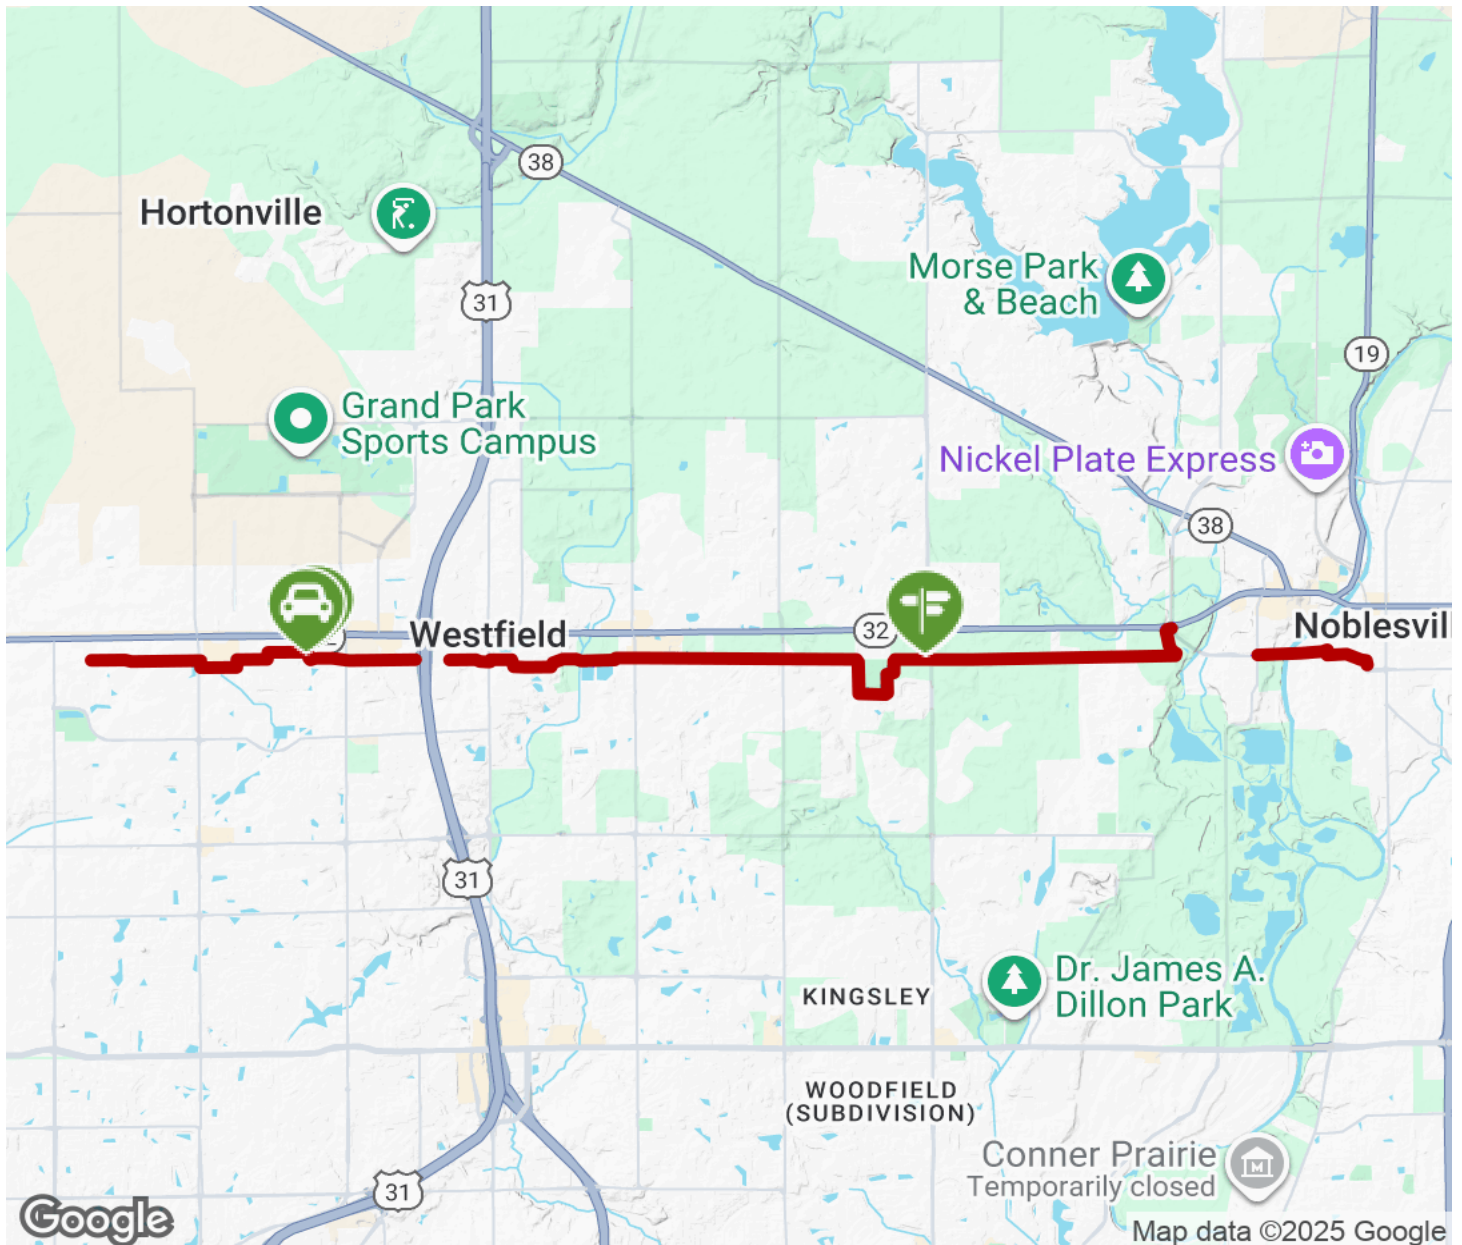 38
Hortonville
31
Morse Park
& Beach
19
Grand Park
Sports Campus
Nickel Plate Express
38
Westfield
32
Noblesvil
31
Dr. James A.
Dillon Park
KINGSLEY
WOODFIELD
(SUBDIVISION)
Conner Prairie
Temporarily closed
31
Google
Map data ©2025 Google